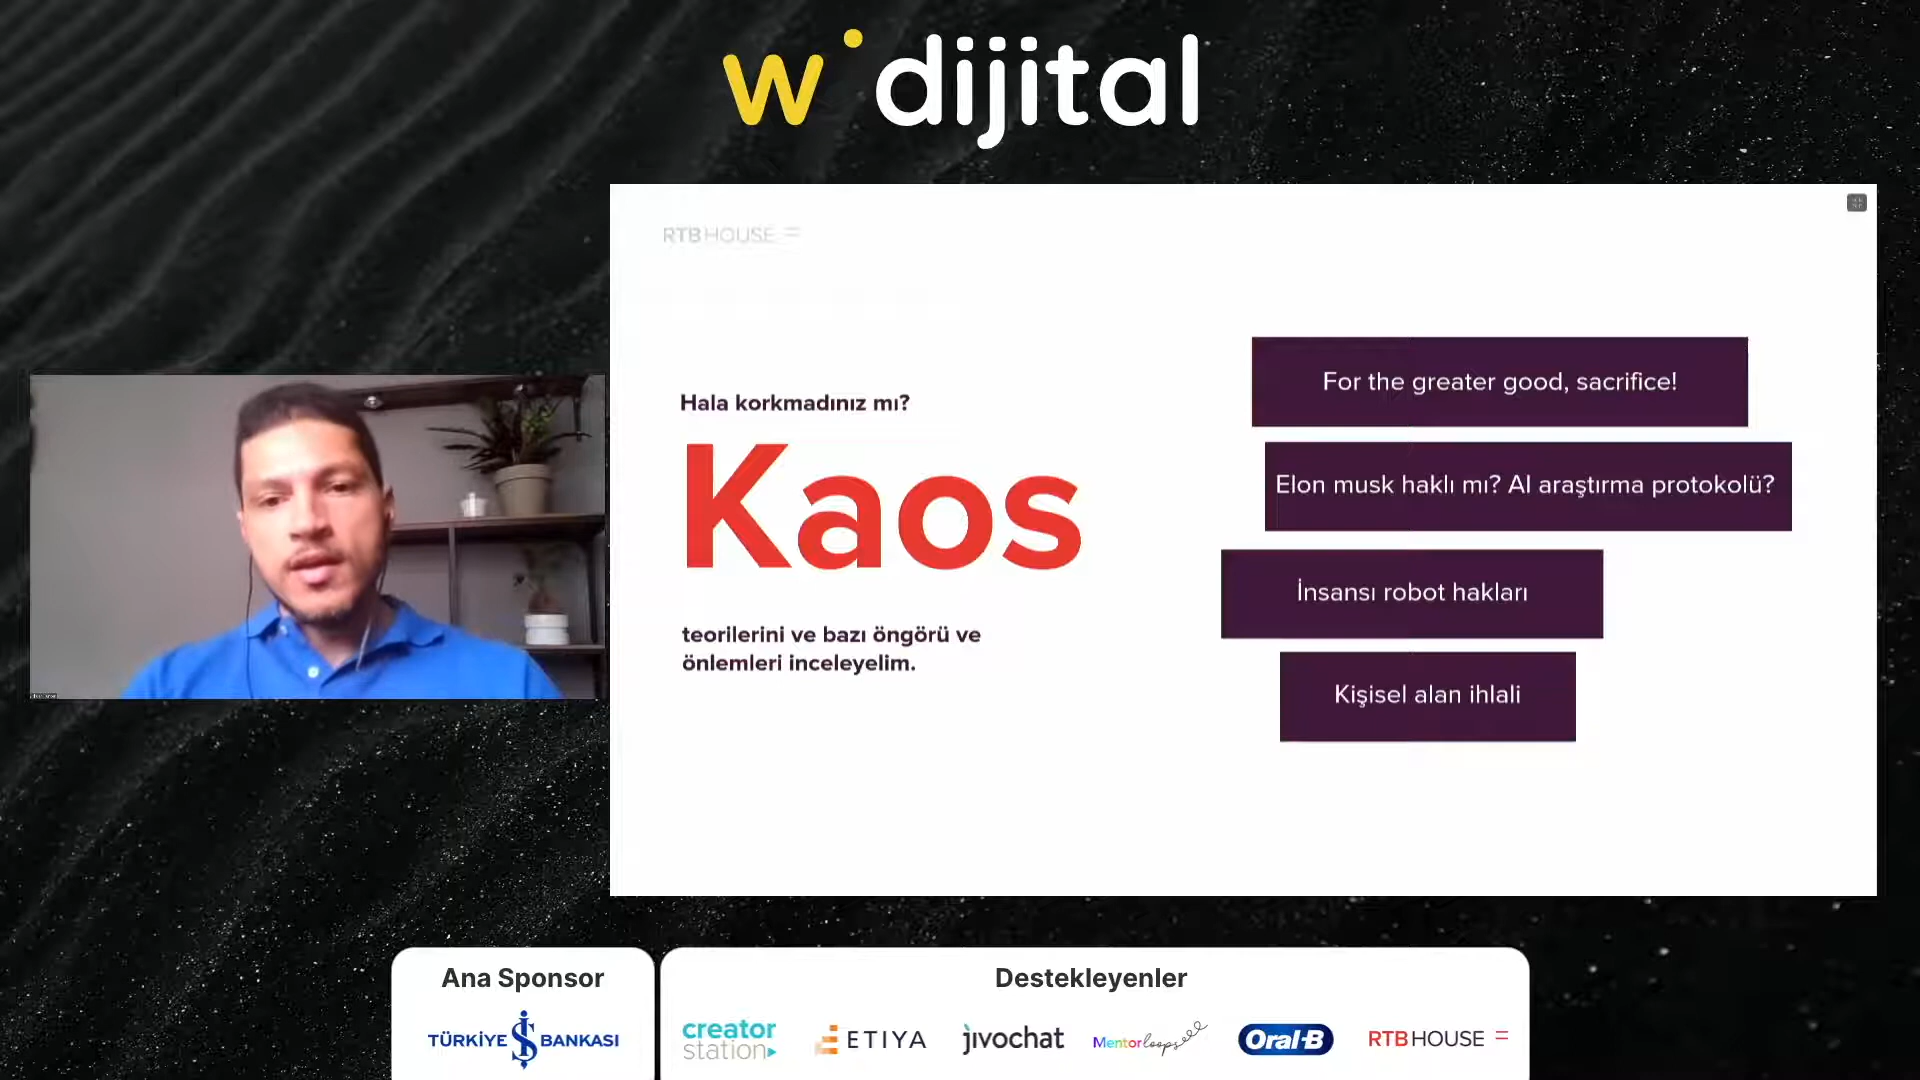 w dijital
RTB HOUSE
Hala korkmadınız mı?
Kaos
teorilerini ve bazı öngörü ve
önlemleri inceleyelim.
For the greater good, sacrifice!
Elon musk haklı mı? AI araştırma protokolü?
İnsansı robot hakları
Kişisel alan ihlali
Ana Sponsor
TÜRKİYE İŞ BANKASI
Destekleyenler
creator
station
ETIYA
jivochat
Mentorloops
Oral-B
RTB HOUSE